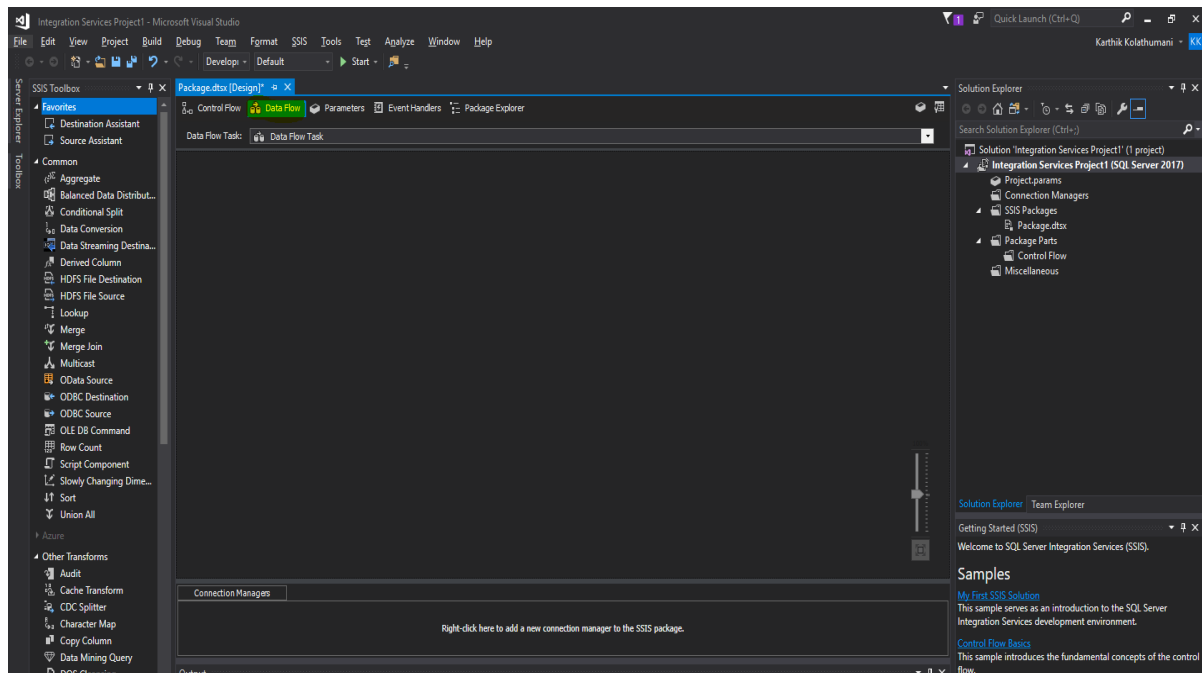 Integration Services Project1 - Microsoft Visual Studio
1
Quick Launch (Ctrl+Q)
File Edit View Project Build Debug Team Format SSIS Tools Test Analyze Window Help
Karthik Kolathumani
KK
Develop
Default
Start
Server Explorer
Toolbox
SSIS Toolbox
Favorites
Destination Assistant
Source Assistant
Common
Aggregate
Balanced Data Distribut...
Conditional Split
Data Conversion
Data Streaming Destina...
Derived Column
HDFS File Destination
HDFS File Source
Lookup
Merge
Merge Join
Multicast
OData Source
ODBC Destination
ODBC Source
OLE DB Command
Row Count
Script Component
Slowly Changing Dime...
Sort
Union All
Azure
Other Transforms
Audit
Cache Transform
CDC Splitter
Character Map
Copy Column
Data Mining Query
Package.dtsx [Design]*
Control Flow Data Flow Parameters Event Handlers Package Explorer
Data Flow Task: Data Flow Task
Connection Managers
Right-click here to add a new connection manager to the SSIS package.
Output
Solution Explorer
Search Solution Explorer (Ctrl+;)
Solution 'Integration Services Project1' (1 project)
Integration Services Project1 (SQL Server 2017)
Project.params
Connection Managers
SSIS Packages
Package.dtsx
Package Parts
Control Flow
Miscellaneous
Solution Explorer Team Explorer
Getting Started (SSIS)
Welcome to SQL Server Integration Services (SSIS).
Samples
My First SSIS Solution
This sample serves as an introduction to the SQL Server
Integration Services development environment.
Control Flow Basics
This sample introduces the fundamental concepts of the control
flow.